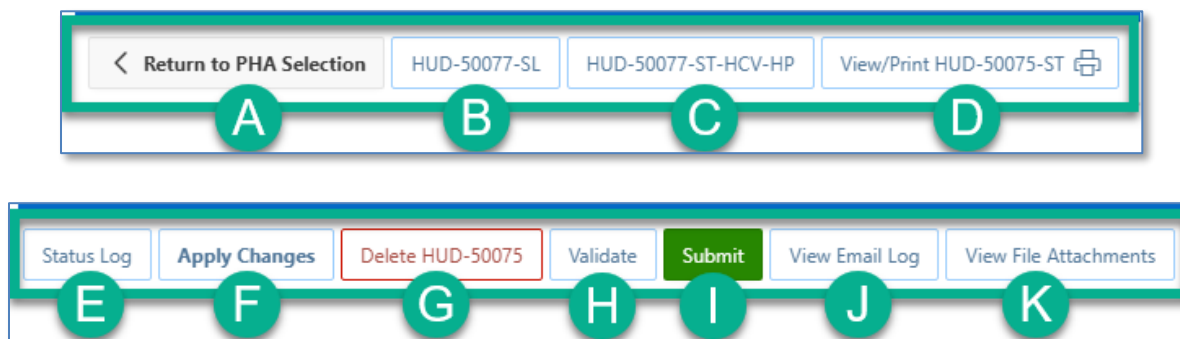 Return to PHA Selection HUD-50077-SL HUD-50077-ST-HCV-HP View/Print HUD-50075-ST
A B C D
Status Log Apply Changes Delete HUD-50075 Validate Submit View Email Log View File Attachments
E F G H I J K